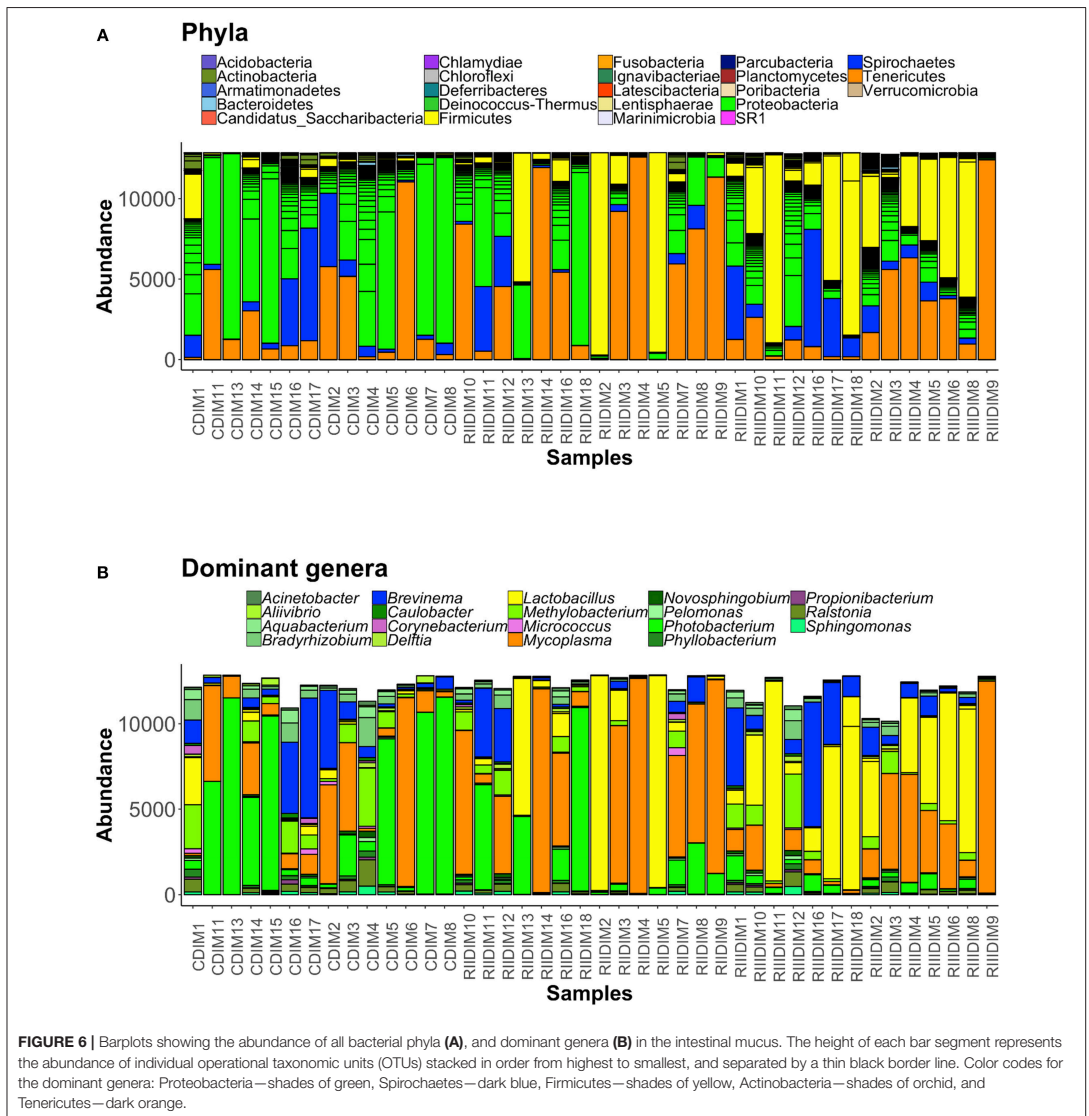 A
Phyla
Acidobacteria Chlamydiae Fusobacteria Parcubacteria Spirochaetes
Actinobacteria Chloroflexi Ignavibacteriae Planctomycetes Tenericutes
Armatimonadetes Deferribacteres Latescibacteria Poribacteria Verrucomicrobia
Bacteroidetes Deinococcus-Thermus Lentisphaerae Proteobacteria
Candidatus_Saccharibacteria Firmicutes Marinimicrobia SR1
Abundance
10000
5000
0
CDIM1 CDIM11 CDIM13 CDIM14 CDIM15 CDIM16 CDIM17 CDIM2 CDIM3 CDIM4 CDIM5 CDIM6 CDIM7 CDIM8 RIIDIM10 RIIDIM11 RIIDIM12 RIIDIM13 RIIDIM14 RIIDIM16 RIIDIM18 RIIDIM2 RIIDIM3 RIIDIM4 RIIDIM5 RIIDIM7 RIIDIM8 RIIDIM9 RIIIDIM1 RIIIDIM10 RIIIDIM11 RIIIDIM12 RIIIDIM16 RIIIDIM17 RIIIDIM18 RIIIDIM2 RIIIDIM3 RIIIDIM4 RIIIDIM5 RIIIDIM6 RIIIDIM8 RIIIDIM9
Samples
B
Dominant genera
Acinetobacter Brevinema Lactobacillus Novosphingobium Propionibacterium
Aliivibrio Caulobacter Methylobacterium Pelomonas Ralstonia
Aquabacterium Corynebacterium Micrococcus Photobacterium Sphingomonas
Bradyrhizobium Delftia Mycoplasma Phyllobacterium
Abundance
10000
5000
0
CDIM1 CDIM11 CDIM13 CDIM14 CDIM15 CDIM16 CDIM17 CDIM2 CDIM3 CDIM4 CDIM5 CDIM6 CDIM7 CDIM8 RIIDIM10 RIIDIM11 RIIDIM12 RIIDIM13 RIIDIM14 RIIDIM16 RIIDIM18 RIIDIM2 RIIDIM3 RIIDIM4 RIIDIM5 RIIDIM7 RIIDIM8 RIIDIM9 RIIIDIM1 RIIIDIM10 RIIIDIM11 RIIIDIM12 RIIIDIM16 RIIIDIM17 RIIIDIM18 RIIIDIM2 RIIIDIM3 RIIIDIM4 RIIIDIM5 RIIIDIM6 RIIIDIM8 RIIIDIM9
Samples
FIGURE 6 | Barplots showing the abundance of all bacterial phyla (A), and dominant genera (B) in the intestinal mucus. The height of each bar segment represents
the abundance of individual operational taxonomic units (OTUs) stacked in order from highest to smallest, and separated by a thin black border line. Color codes for
the dominant genera: Proteobacteria—shades of green, Spirochaetes—dark blue, Firmicutes—shades of yellow, Actinobacteria—shades of orchid, and
Tenericutes—dark orange.